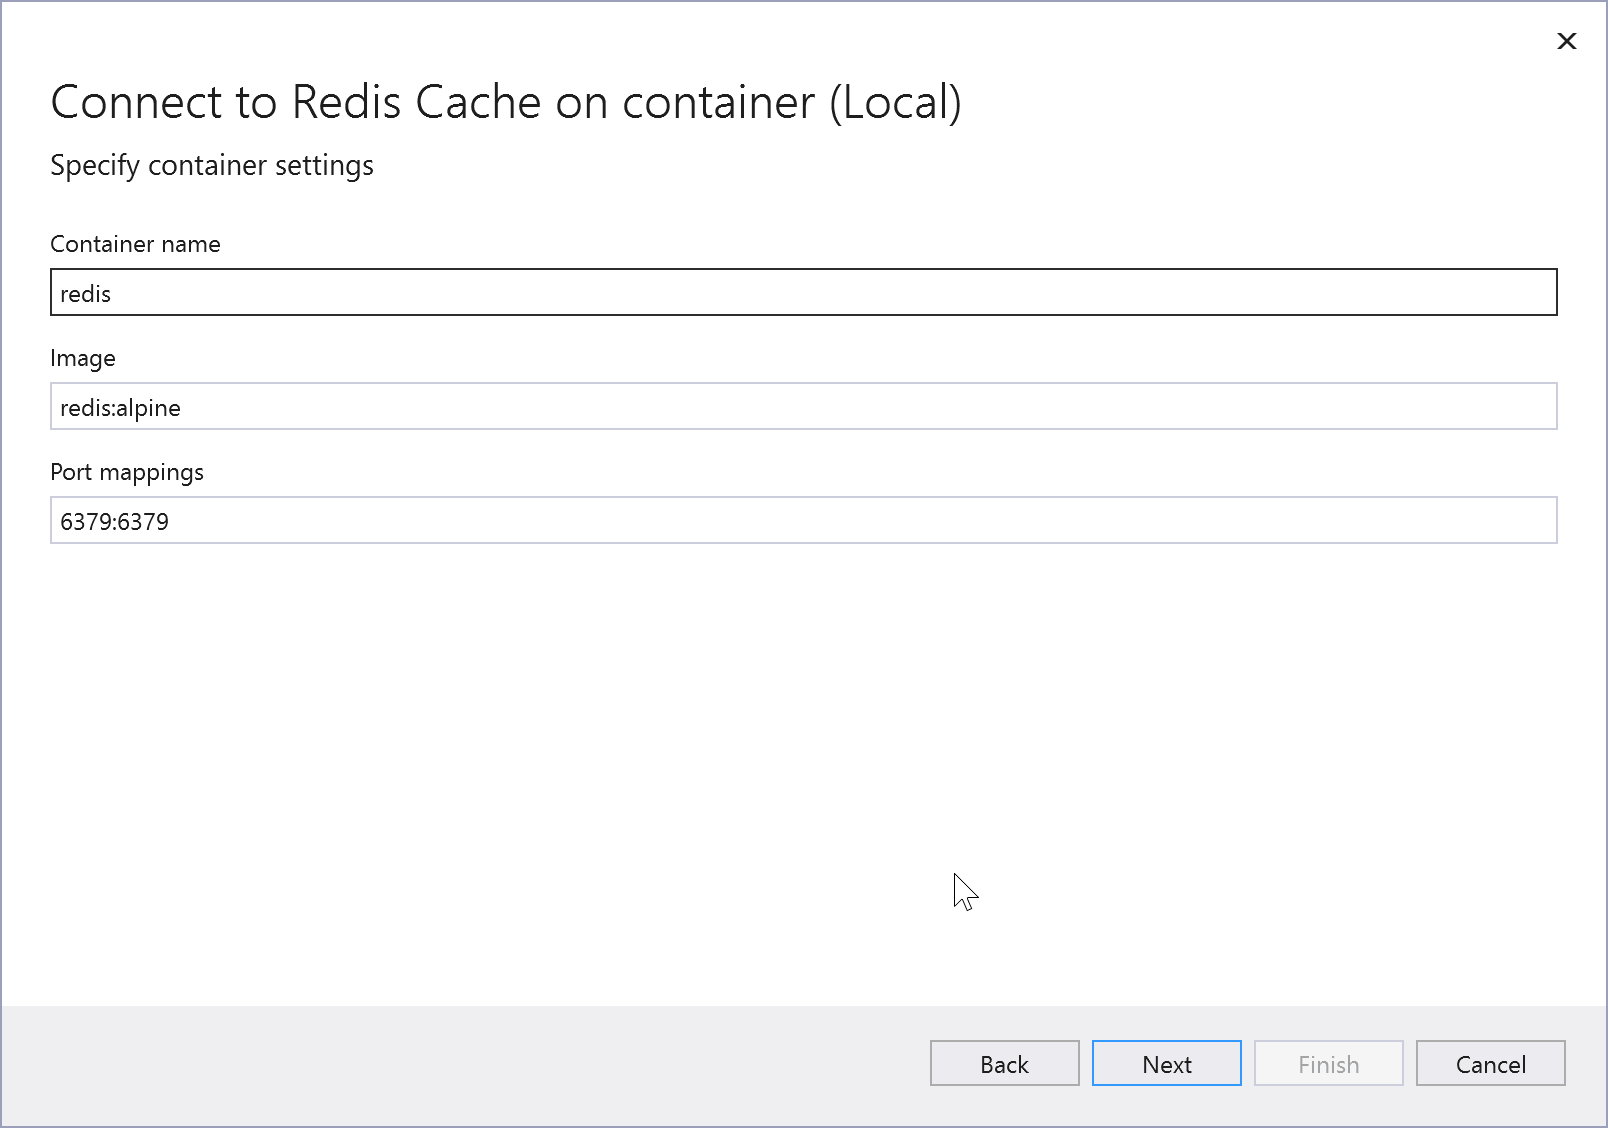 Connect to Redis Cache on container (Local)
Specify container settings
Container name
redis
Image
redis:alpine
Port mappings
6379:6379
Back
Next
Finish
Cancel